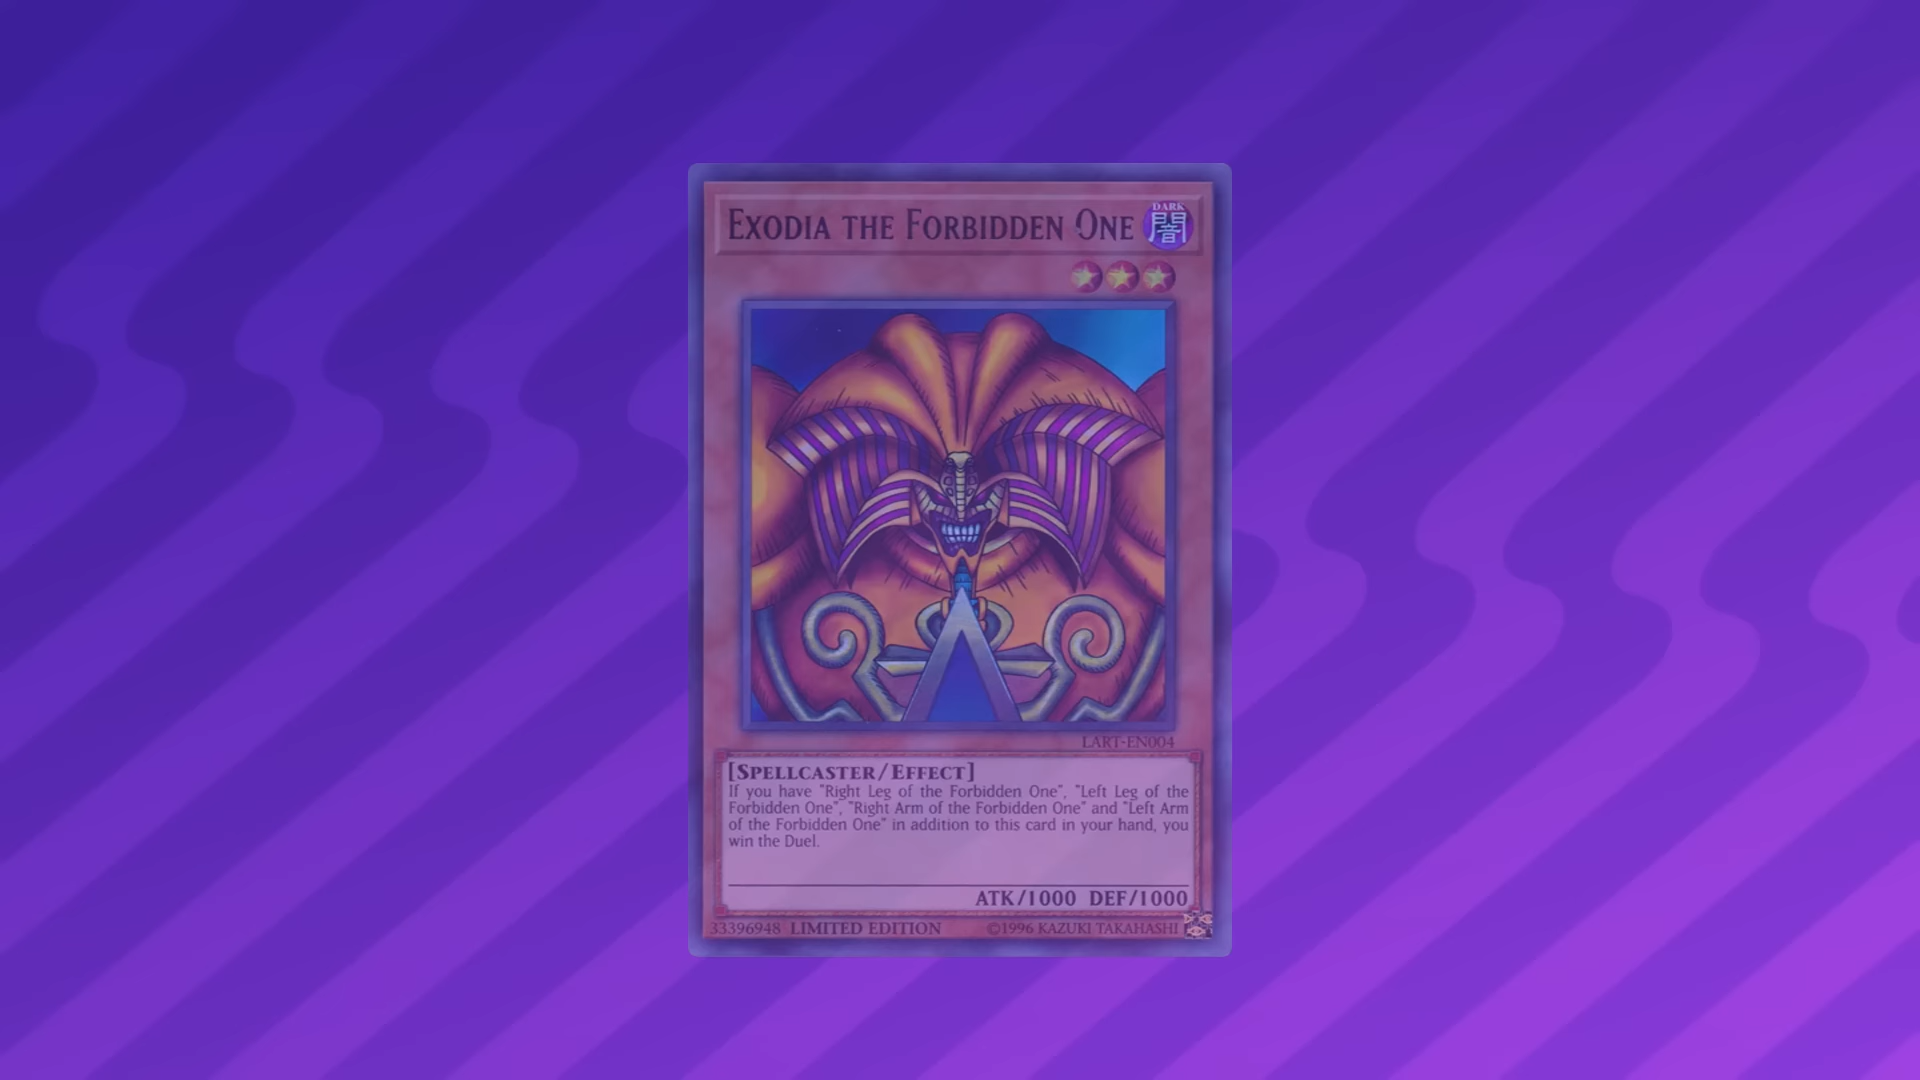 EXODIA THE FORBIDDEN ONE
DARK
闇
LART-EN004
[SPELLCASTER/EFFECT]
If you have "Right Leg of the Forbidden One", "Left Leg of the
Forbidden One", "Right Arm of the Forbidden One" and "Left Arm
of the Forbidden One" in addition to this card in your hand, you
win the Duel.
ATK/1000 DEF/1000
33396948 LIMITED EDITION ©1996 KAZUKI TAKAHASHI